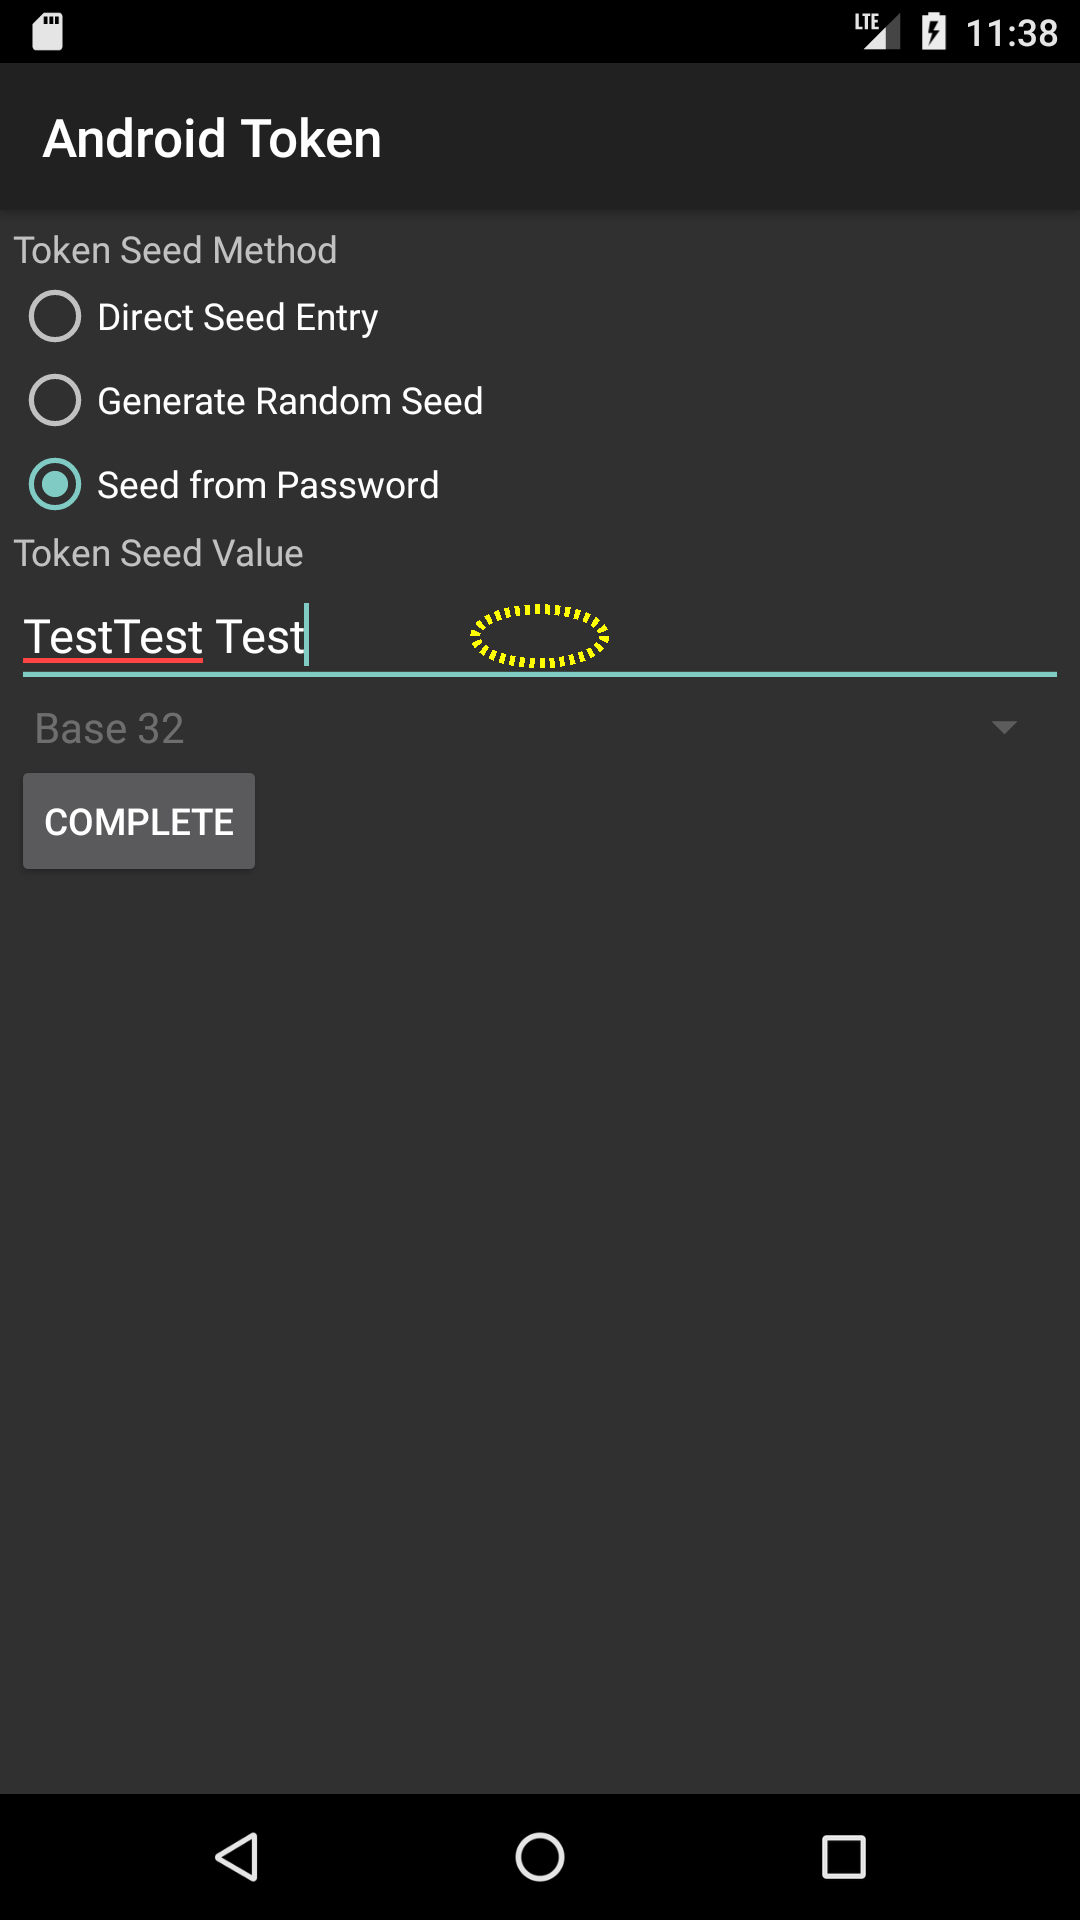 LTE 11:38
Android Token
Token Seed Method
Direct Seed Entry
Generate Random Seed
Seed from Password
Token Seed Value
TestTest Test
Base 32
COMPLETE